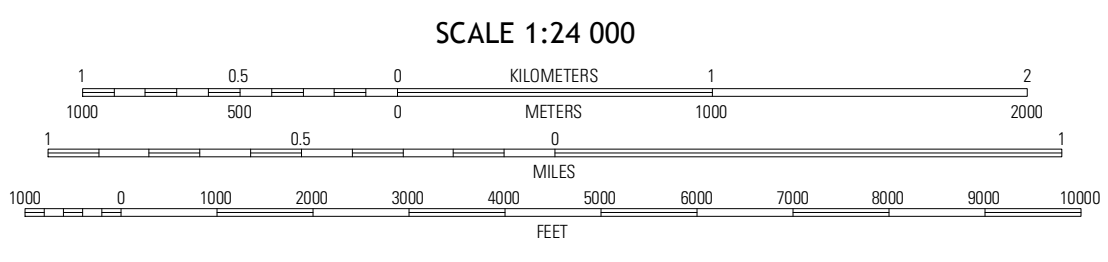 SCALE 1:24 000
1 0.5 0 KILOMETERS 1 2
1000 500 0 METERS 1000 2000
1 0.5 0 1
MILES
1000 0 1000 2000 3000 4000 5000 6000 7000 8000 9000 10000
FEET